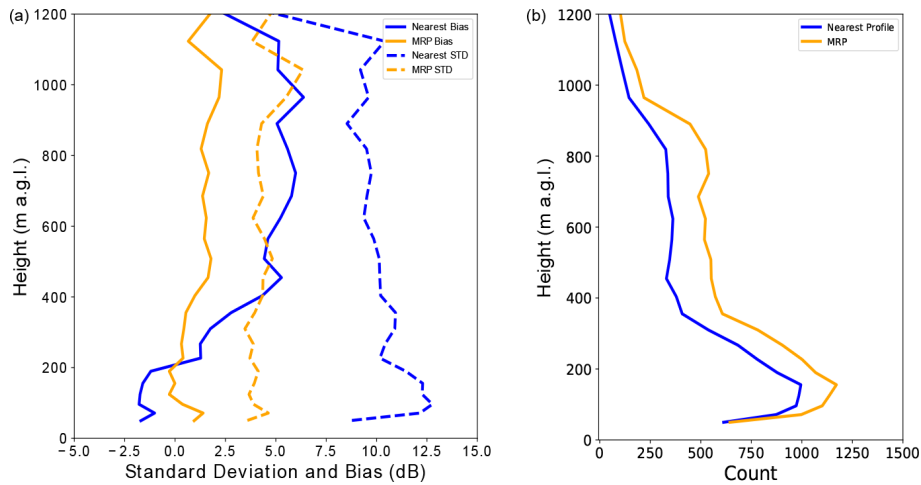 (a)
1200
1000
800
600
400
200
0
Height (m a.g.l.)
−5.0
−2.5
0.0
2.5
5.0
7.5
10.0
12.5
15.0
Standard Deviation and Bias (dB)
Nearest Bias
MRP Bias
Nearest STD
MRP STD
(b)
1200
1000
800
600
400
200
0
Height (m a.g.l.)
0
250
500
750
1000
1250
1500
Count
Nearest Profile
MRP